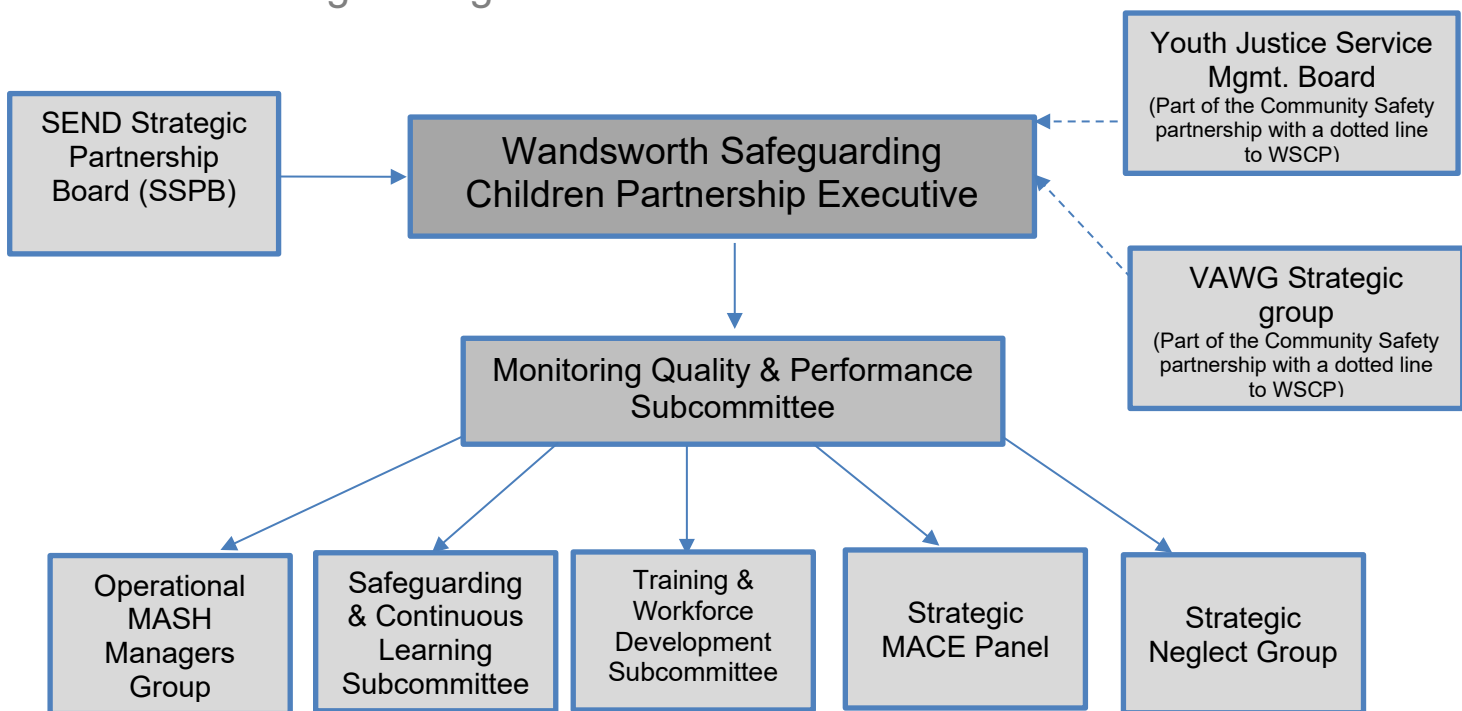 Youth Justice Service
Mgmt. Board
(Part of the Community Safety
partnership with a dotted line
to WSCP)
SEND Strategic
Partnership
Board (SSPB)
Wandsworth Safeguarding
Children Partnership Executive
VAWG Strategic
group
(Part of the Community Safety
partnership with a dotted line
to WSCP)
Monitoring Quality & Performance
Subcommittee
Operational
MASH
Managers
Group
Safeguarding
& Continuous
Learning
Subcommittee
Training &
Workforce
Development
Subcommittee
Strategic
MACE Panel
Strategic
Neglect Group